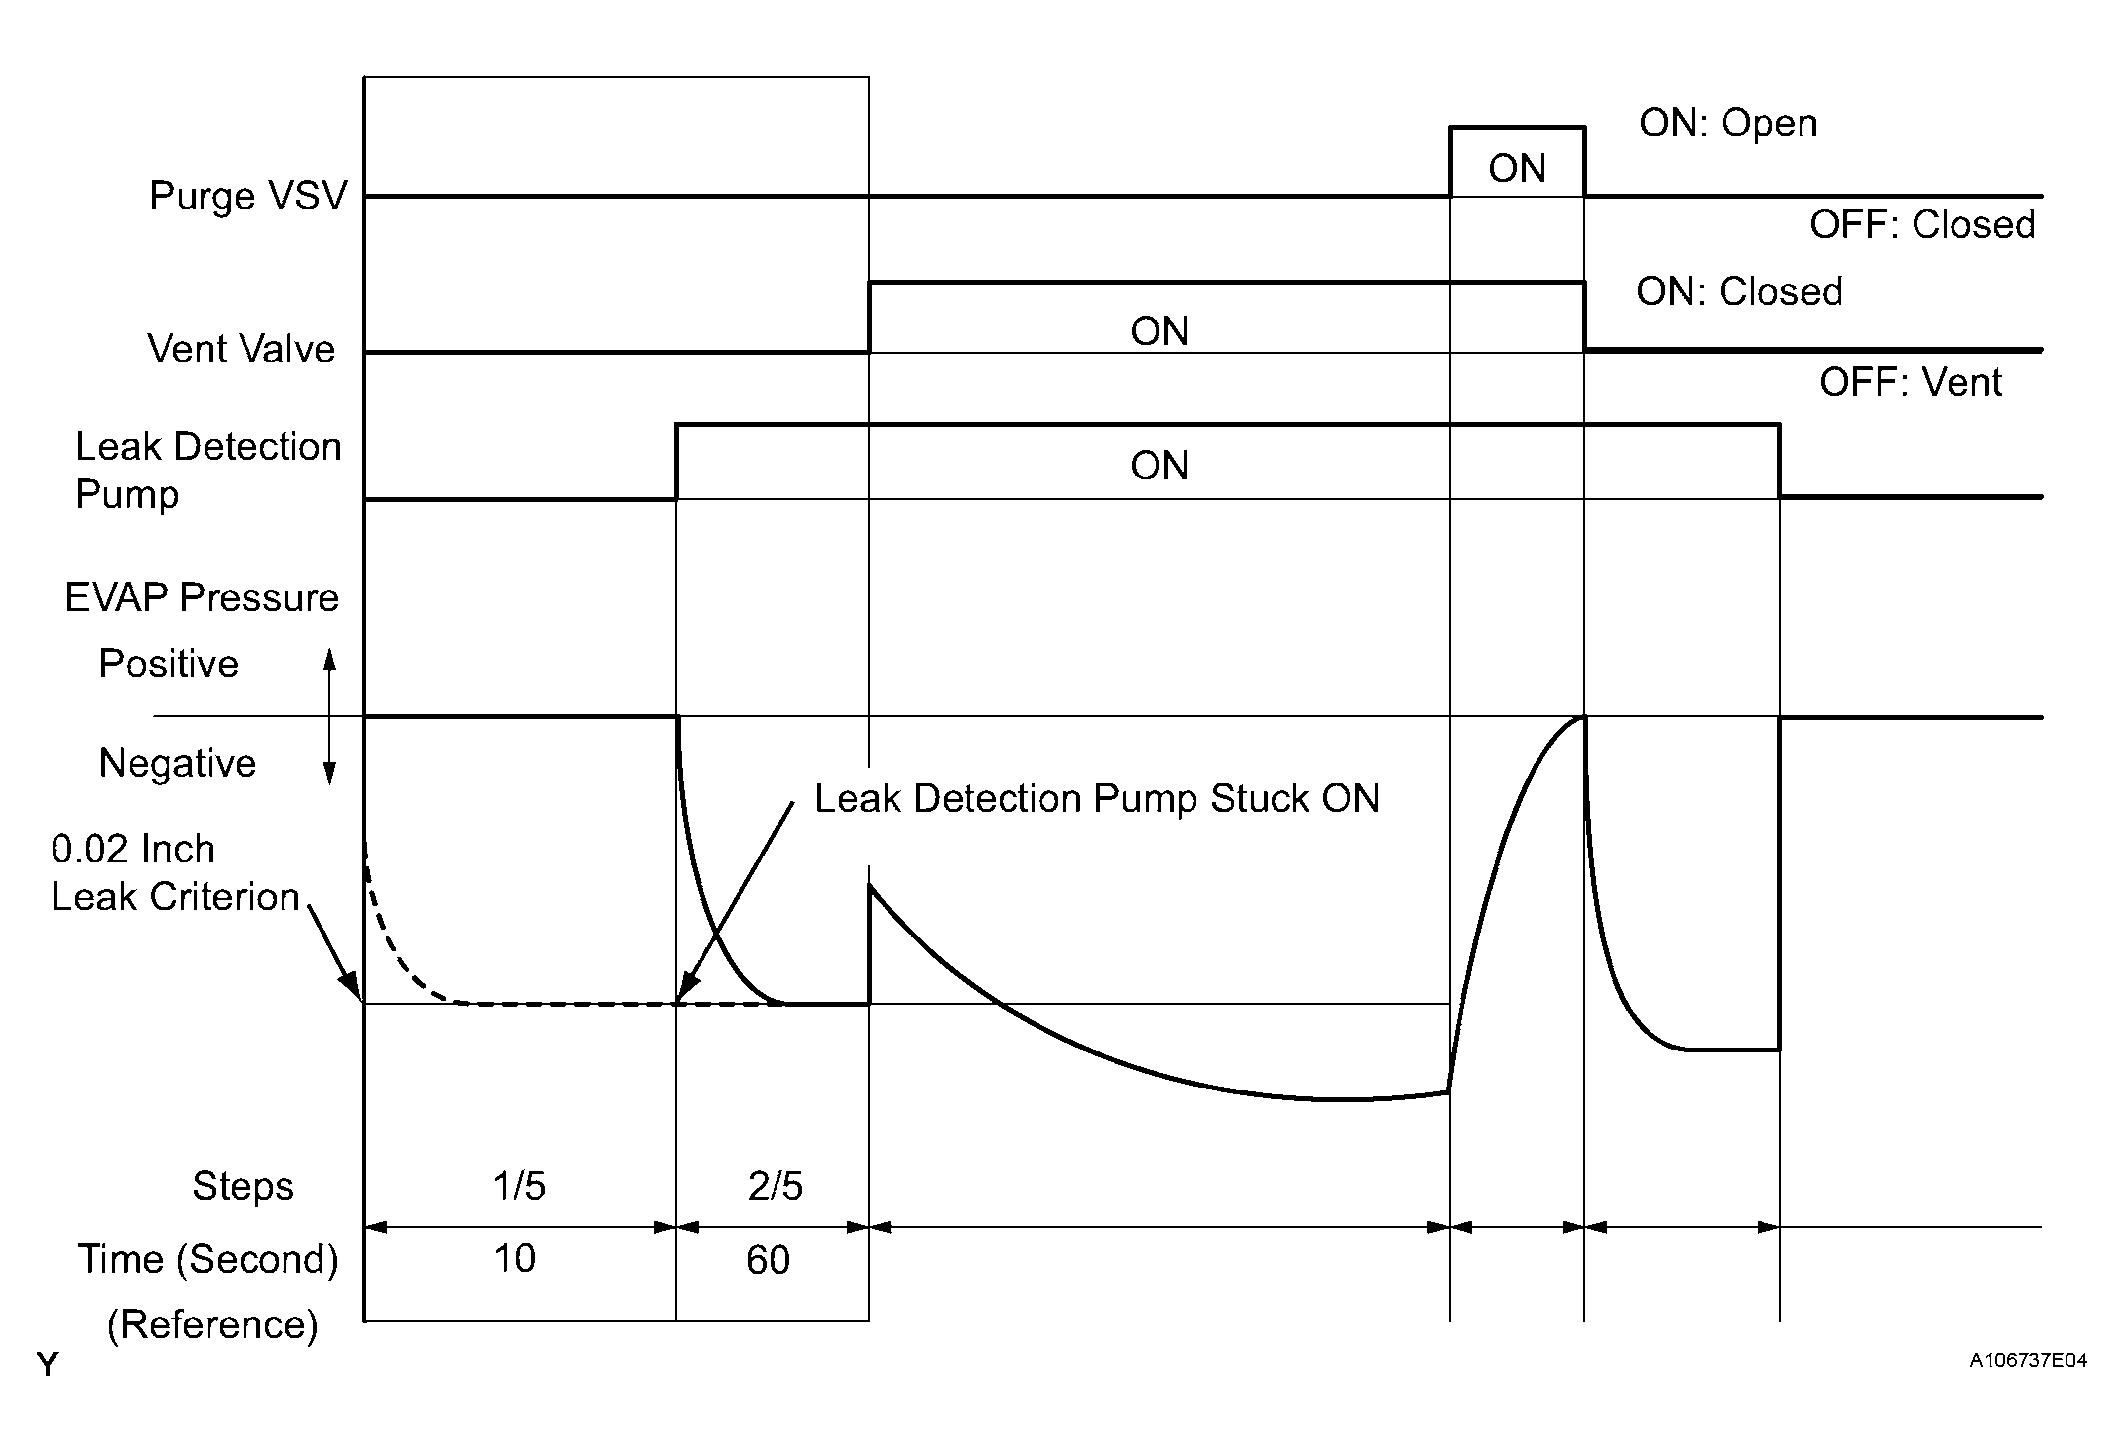 ON: Open
ON
Purge VSV
OFF: Closed
ON: Closed
ON
Vent Valve
OFF: Vent
Leak Detection
Pump
ON
EVAP Pressure
Positive
Negative
Leak Detection Pump Stuck ON
0.02 Inch
Leak Criterion
Steps 1/5 2/5
Time (Second) 10 60
(Reference)
Y
A106737E04